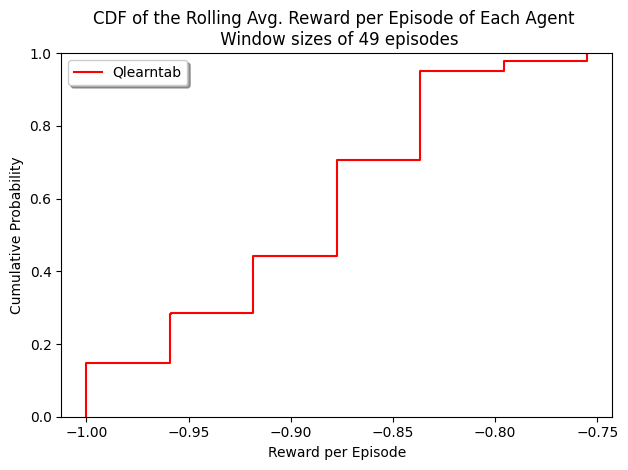 CDF of the Rolling Avg. Reward per Episode of Each Agent
Window sizes of 49 episodes
Qlearntab
1.0
0.8
0.6
0.4
0.2
0.0
Cumulative Probability
−1.00
−0.95
−0.90
−0.85
−0.80
−0.75
Reward per Episode